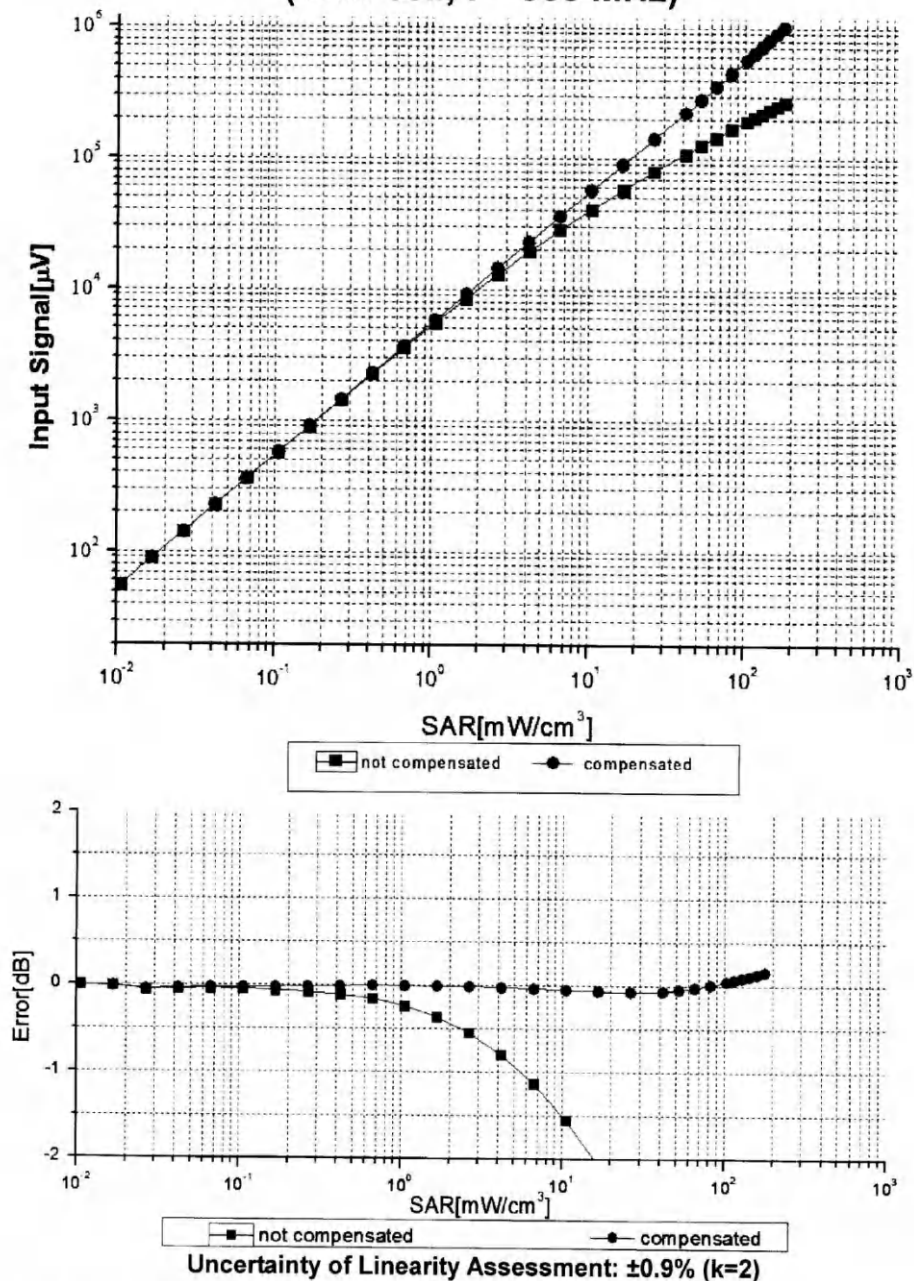 10⁶
10⁵
10⁴
10³
10²
Input Signal[µV]
10⁻² 10⁻¹ 10⁰ 10¹ 10² 10³
SAR[mW/cm³]
not compensated compensated
2
1
0
-1
-2
Error[dB]
10⁻² 10⁻¹ 10⁰ 10¹ 10² 10³
SAR[mW/cm³]
not compensated compensated
Uncertainty of Linearity Assessment: ±0.9% (k=2)